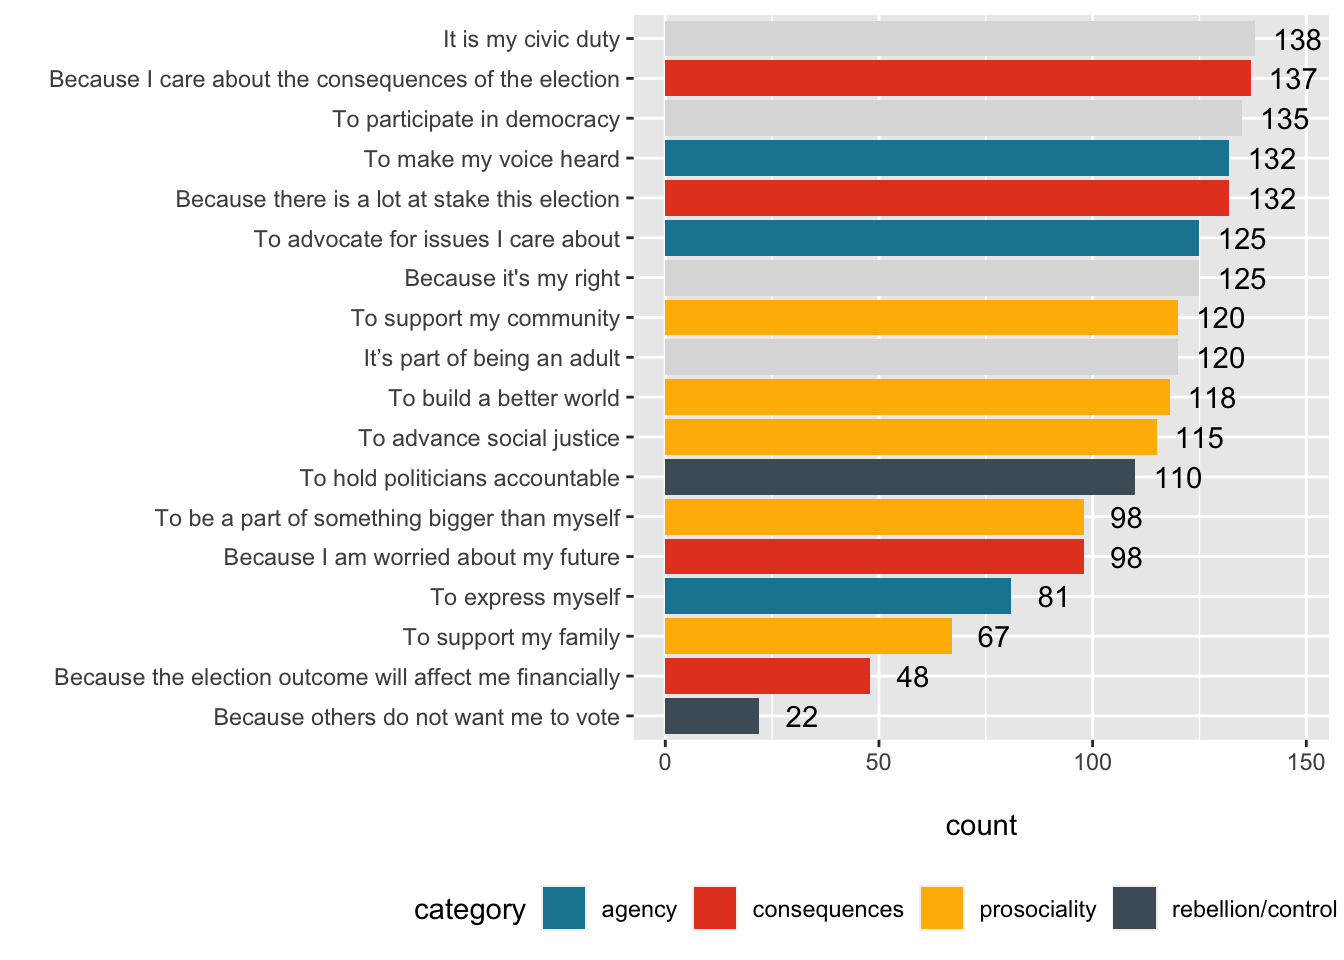 It is my civic duty 138
Because I care about the consequences of the election 137
To participate in democracy 135
To make my voice heard 132
Because there is a lot at stake this election 132
To advocate for issues I care about 125
Because it's my right 125
To support my community 120
It’s part of being an adult 120
To build a better world 118
To advance social justice 115
To hold politicians accountable 110
To be a part of something bigger than myself 98
Because I am worried about my future 98
To express myself 81
To support my family 67
Because the election outcome will affect me financially 48
Because others do not want me to vote 22
0 50 100 150
count
category agency consequences prosociality rebellion/control